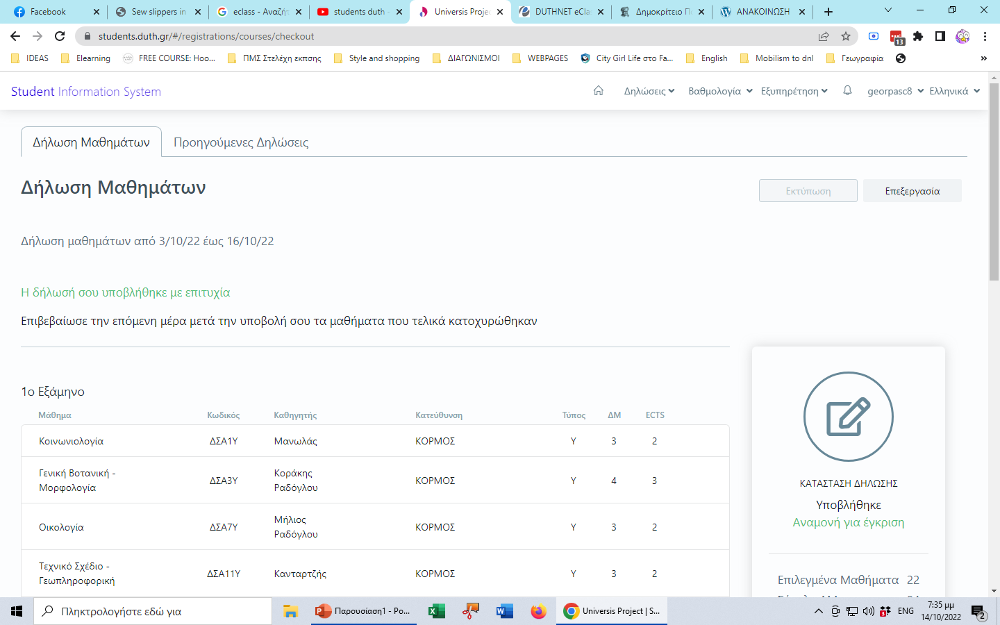 Facebook
Sew slippers in
eclass - Αναζήτ
students duth -
Universis Projec
DUTHNET eCla
Δημοκρίτειο Πα
ΑΝΑΚΟΙΝΩΣΗ
students.duth.gr/#/registrations/courses/checkout
13
IDEAS
Elearning
FREE COURSE: Hoo...
ΠΜΣ Στελέχη εκπσης
Style and shopping
ΔΙΑΓΩΝΙΣΜΟΙ
WEBPAGES
City Girl Life στο Fa...
English
Mobilism to dnl
Γεωγραφία
»
Student Information System
Δηλώσεις
Βαθμολογία
Εξυπηρέτηση
georpasc8
Ελληνικά
Δήλωση Μαθημάτων
Προηγούμενες Δηλώσεις
Δήλωση Μαθημάτων
Εκτύπωση
Επεξεργασία
Δήλωση μαθημάτων από 3/10/22 έως 16/10/22
Η δήλωσή σου υποβλήθηκε με επιτυχία
Επιβεβαίωσε την επόμενη μέρα μετά την υποβολή σου τα μαθήματα που τελικά κατοχυρώθηκαν
1ο Εξάμηνο
Μάθημα Κωδικός Καθηγητής Κατεύθυνση Τύπος ΔΜ ECTS
Κοινωνιολογία ΔΣΑ1Υ Μανωλάς ΚΟΡΜΟΣ Υ 3 2
Γενική Βοτανική - Μορφολογία ΔΣΑ3Υ Κοράκης Ραδόγλου ΚΟΡΜΟΣ Υ 4 3
Οικολογία ΔΣΑ7Υ Μήλιος Ραδόγλου ΚΟΡΜΟΣ Υ 3 2
Τεχνικό Σχέδιο - Γεωπληροφορική ΔΣΑ11Υ Κανταρτζής ΚΟΡΜΟΣ Υ 3 2
ΚΑΤΑΣΤΑΣΗ ΔΗΛΩΣΗΣ
Υποβλήθηκε
Αναμονή για έγκριση
Επιλεγμένα Μαθήματα 22
Πληκτρολογήστε εδώ για
Παρουσίαση1 - Po...
Universis Project | S...
3
ENG
7:35 μμ
14/10/2022
2